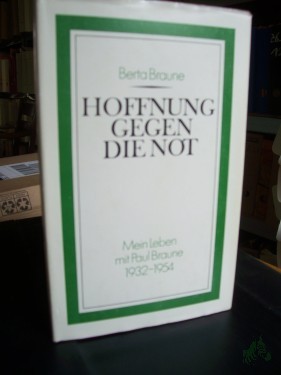 Berta Braune
HOFFNUNG
GEGEN
DIE NOT
Mein Leben
mit Paul Braune
1932-1954